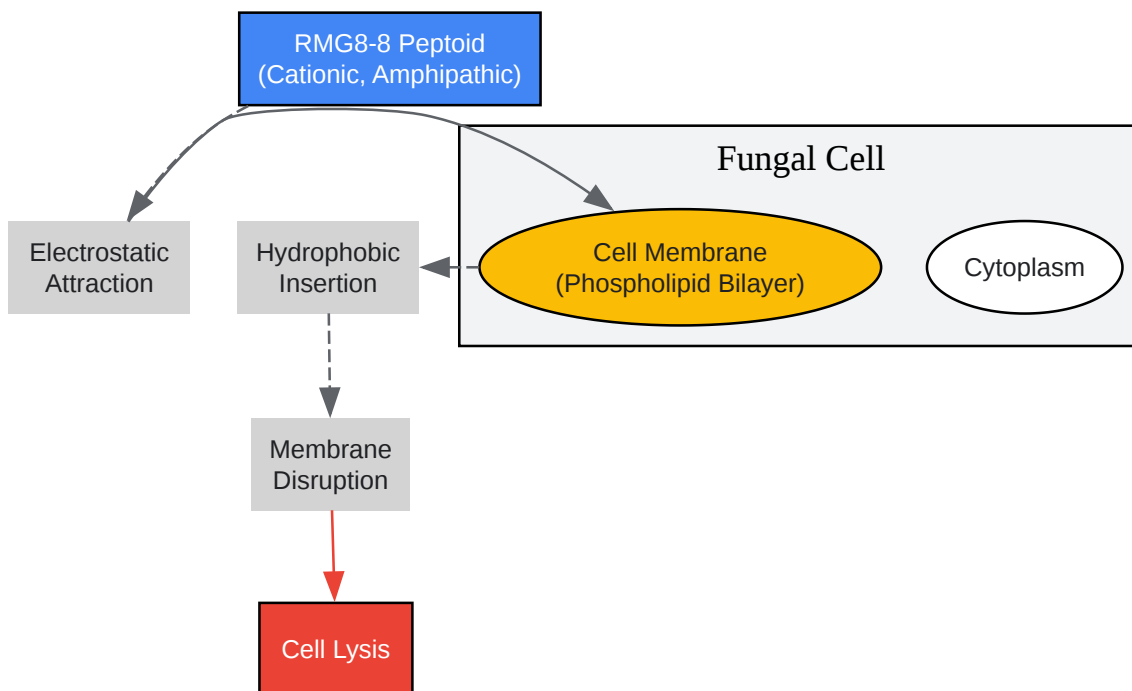 RMG8-8 Peptoid
(Cationic, Amphipathic)
Fungal Cell
Electrostatic
Attraction
Hydrophobic
Insertion
Cell Membrane
(Phospholipid Bilayer)
Cytoplasm
Membrane
Disruption
Cell Lysis